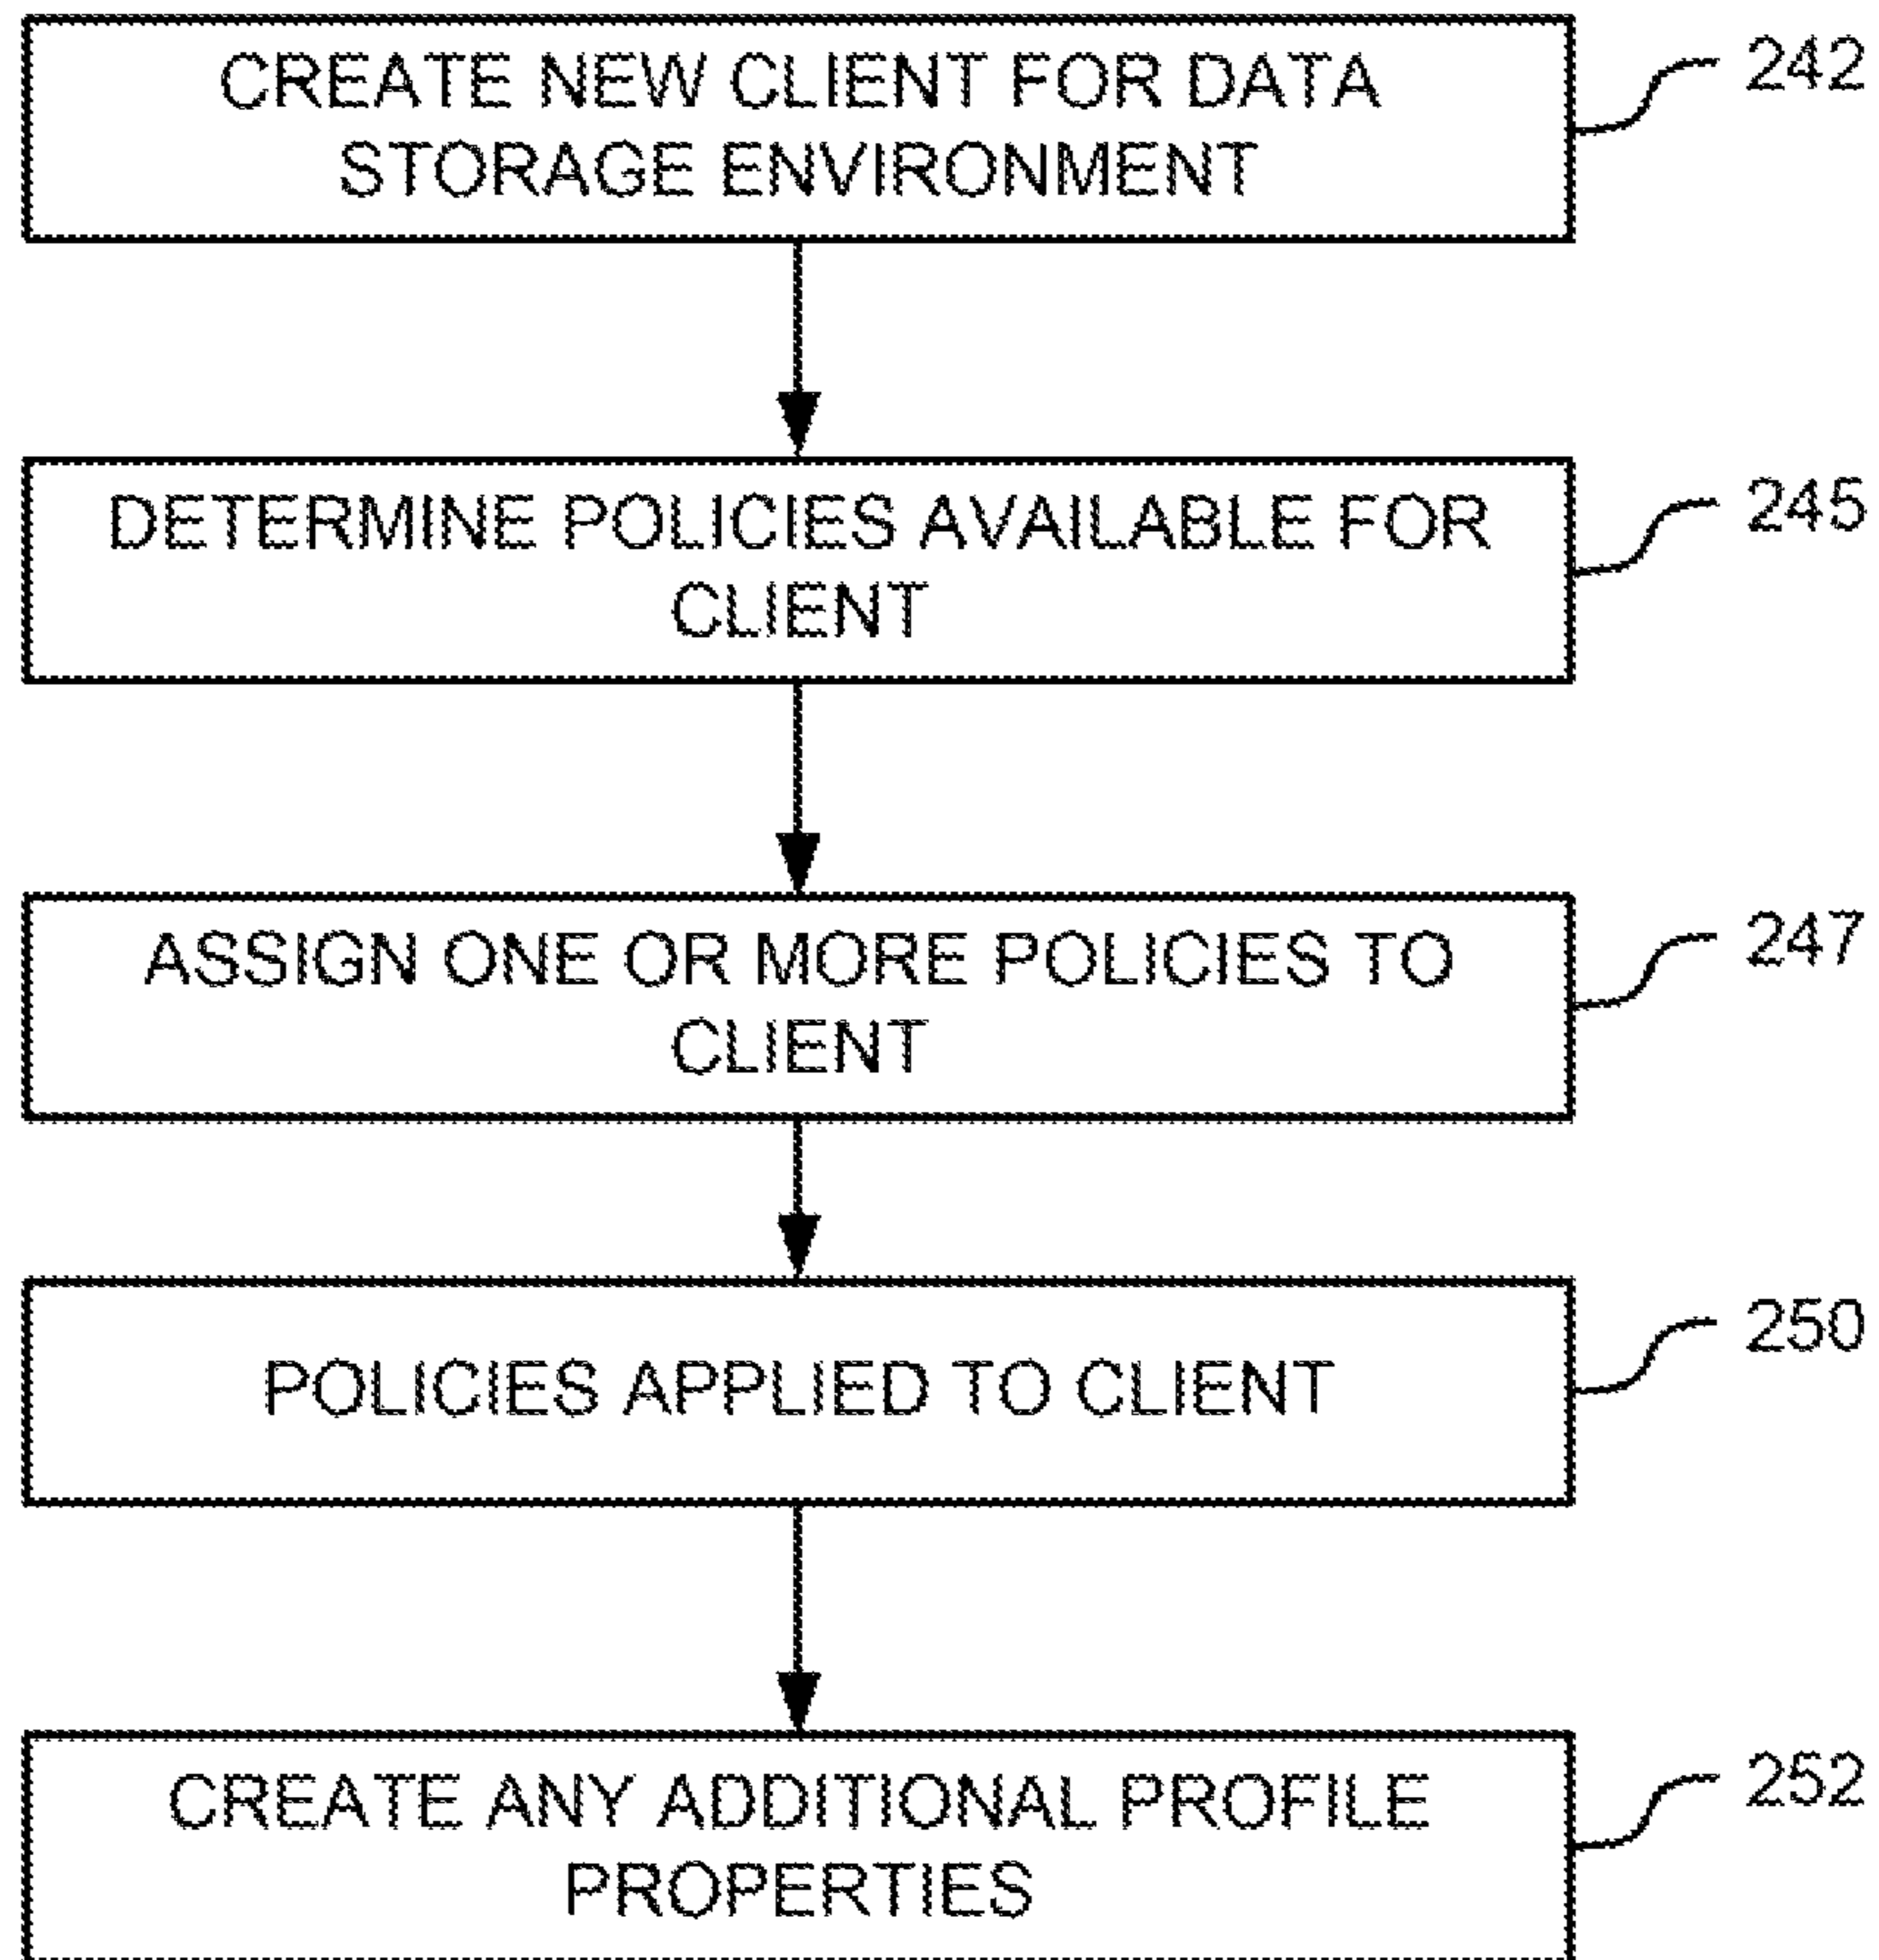 CREATE NEW CLIENT FOR DATA
STORAGE ENVIRONMENT
242
DETERMINE POLICIES AVAILABLE FOR
CLIENT
245
ASSIGN ONE OR MORE POLICIES TO
CLIENT
247
POLICIES APPLIED TO CLIENT
250
CREATE ANY ADDITIONAL PROFILE
PROPERTIES
252